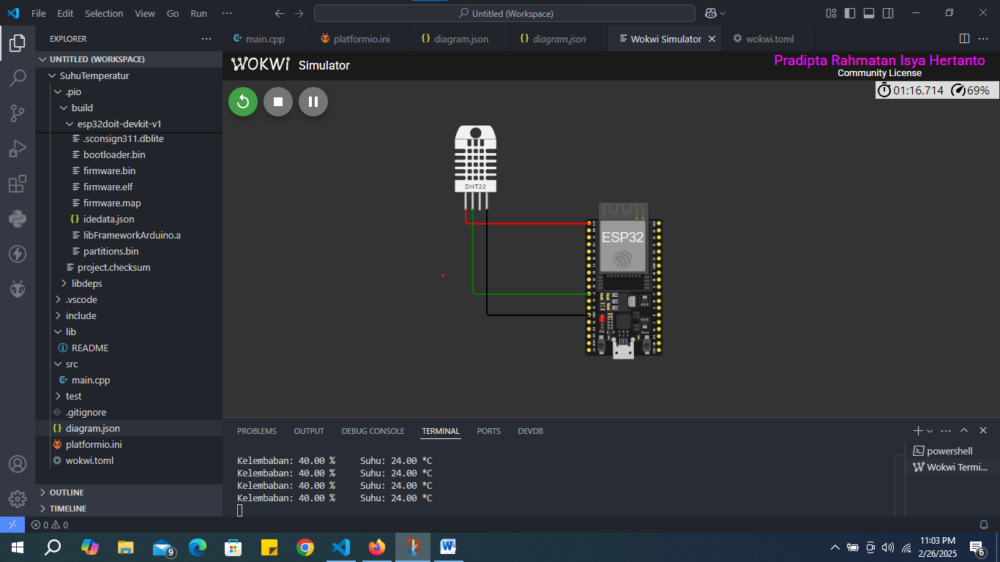 File Edit Selection View Go Run ··· Untitled (Workspace)
EXPLORER ···
main.cpp platformio.ini diagram.json diagram.json Wokwi Simulator wokwi.toml ···
UNTITLED (WORKSPACE)
SuhuTemperatur
.pio
build
esp32doit-devkit-v1
.sconsign311.dblite
bootloader.bin
firmware.bin
firmware.elf
firmware.map
idedata.json
libFrameworkArduino.a
partitions.bin
project.checksum
libdeps
.vscode
include
lib
README
src
main.cpp
test
.gitignore
diagram.json
platformio.ini
wokwi.toml
OUTLINE
TIMELINE
WOKWI Simulator
Pradipta Rahmatan Isya Hertanto
Community License
01:16.714 69%
DHT22
ESP32
EN Boot
PROBLEMS OUTPUT DEBUG CONSOLE TERMINAL PORTS DEVDB
Kelembaban: 40.00 % Suhu: 24.00 *C
Kelembaban: 40.00 % Suhu: 24.00 *C
Kelembaban: 40.00 % Suhu: 24.00 *C
Kelembaban: 40.00 % Suhu: 24.00 *C
powershell
Wokwi Termi...
0 0
9
11:03 PM
2/26/2025
6